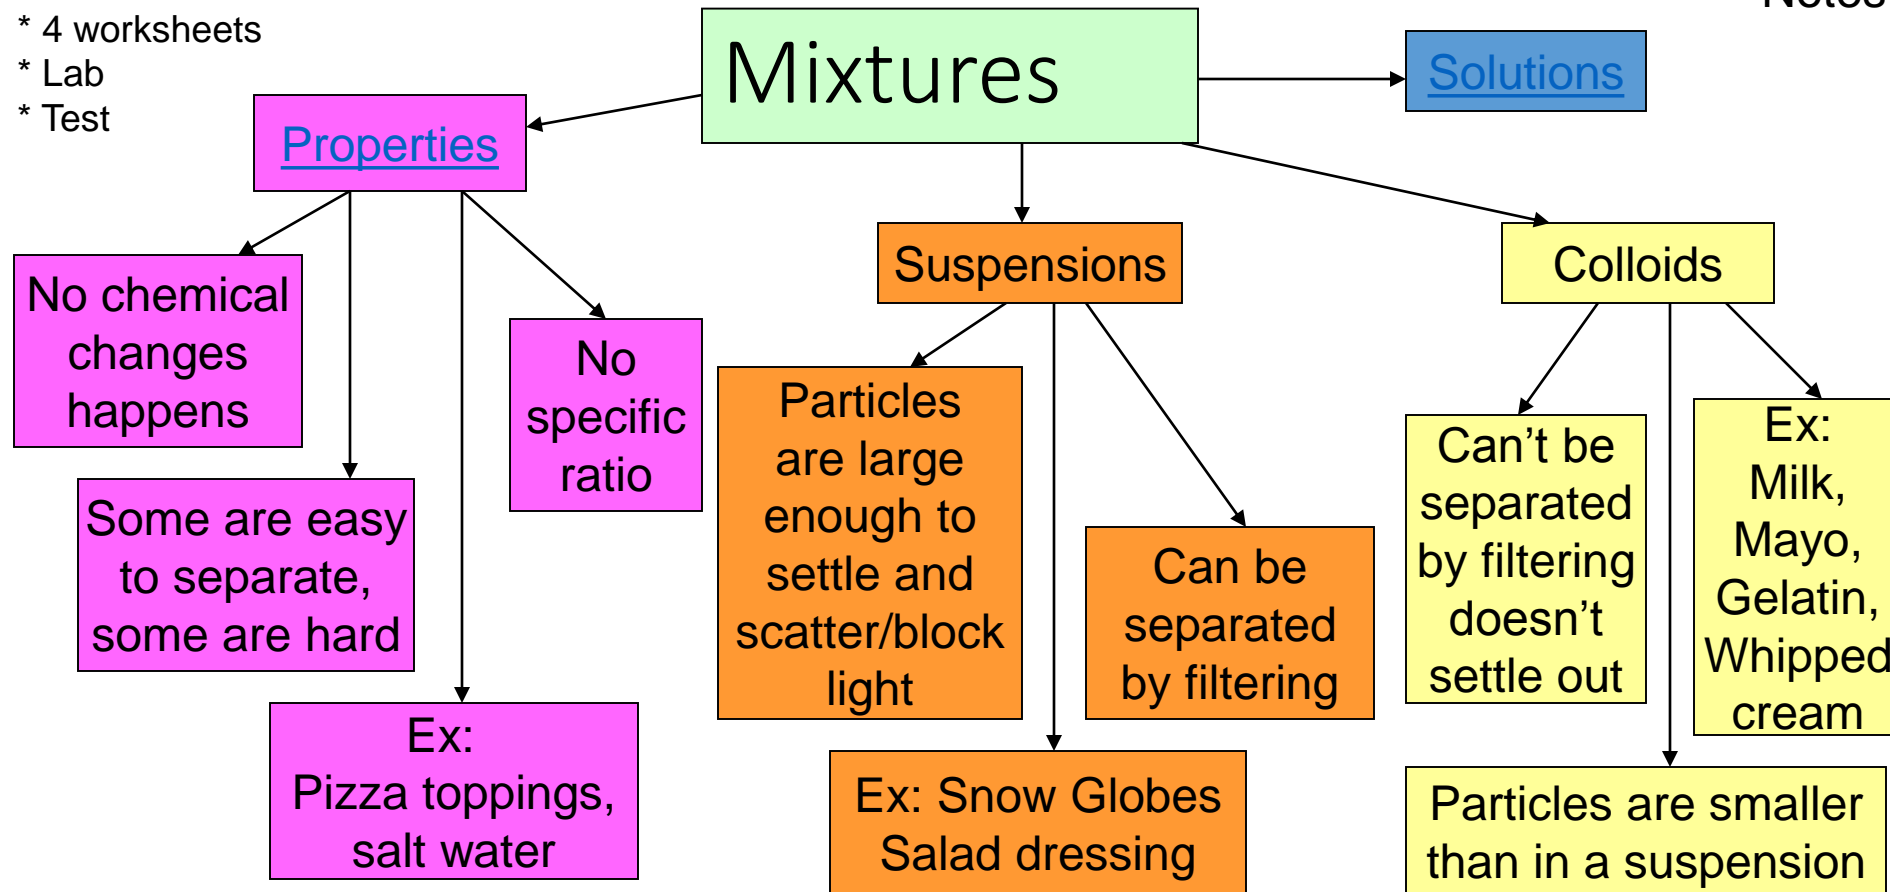 * 4 worksheets
* Lab
* Test
Mixtures
Notes
Solutions
Properties
No chemical
changes
happens
Some are easy
to separate,
some are hard
Ex:
Pizza toppings,
salt water
No
specific
ratio
Suspensions
Particles
are large
enough to
settle and
scatter/block
light
Ex: Snow Globes
Salad dressing
Can be
separated
by filtering
Colloids
Can’t be
separated
by filtering
doesn’t
settle out
Particles are smaller
than in a suspension
Ex:
Milk,
Mayo,
Gelatin,
Whipped
cream